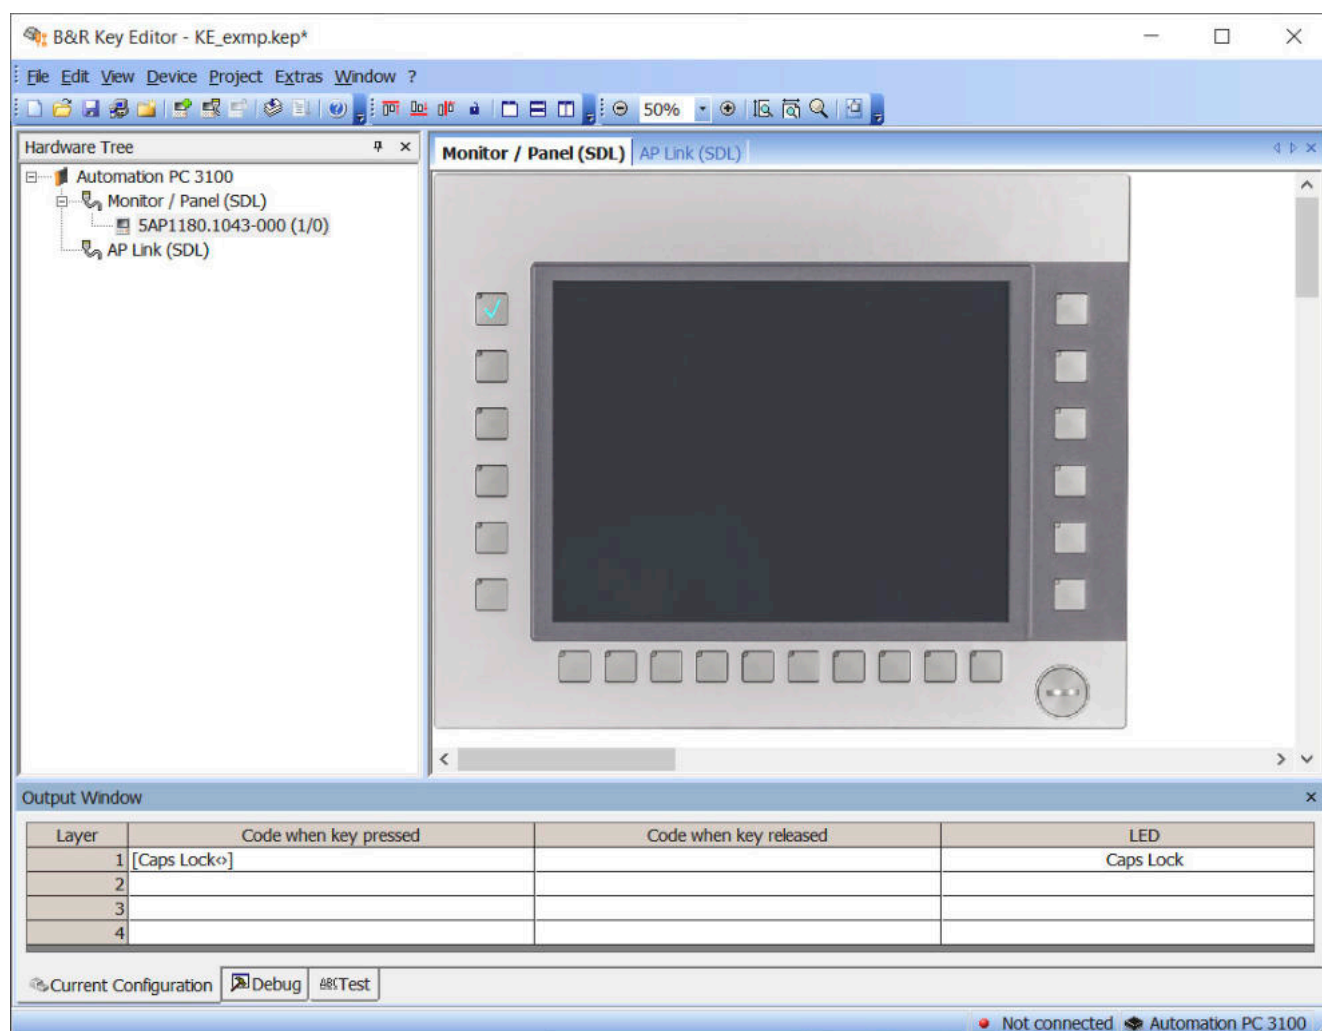 B&R Key Editor - KE_exmp.kep*
File Edit View Device Project Extras Window ?
50%
Hardware Tree
Monitor / Panel (SDL) AP Link (SDL)
Automation PC 3100
Monitor / Panel (SDL)
5AP1180.1043-000 (1/0)
AP Link (SDL)
Output Window
Layer Code when key pressed Code when key released LED
1 [Caps Lock‹›] Caps Lock
2
3
4
Current Configuration Debug ABC Test
Not connected Automation PC 3100